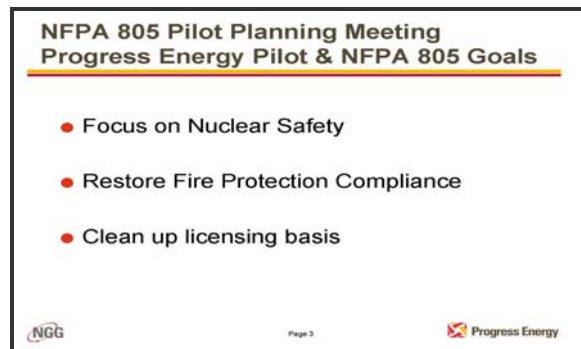 NFPA 805 Pilot Planning Meeting
Progress Energy Pilot & NFPA 805 Goals
Focus on Nuclear Safety
Restore Fire Protection Compliance
Clean up licensing basis
NGG
Page 3
Progress Energy